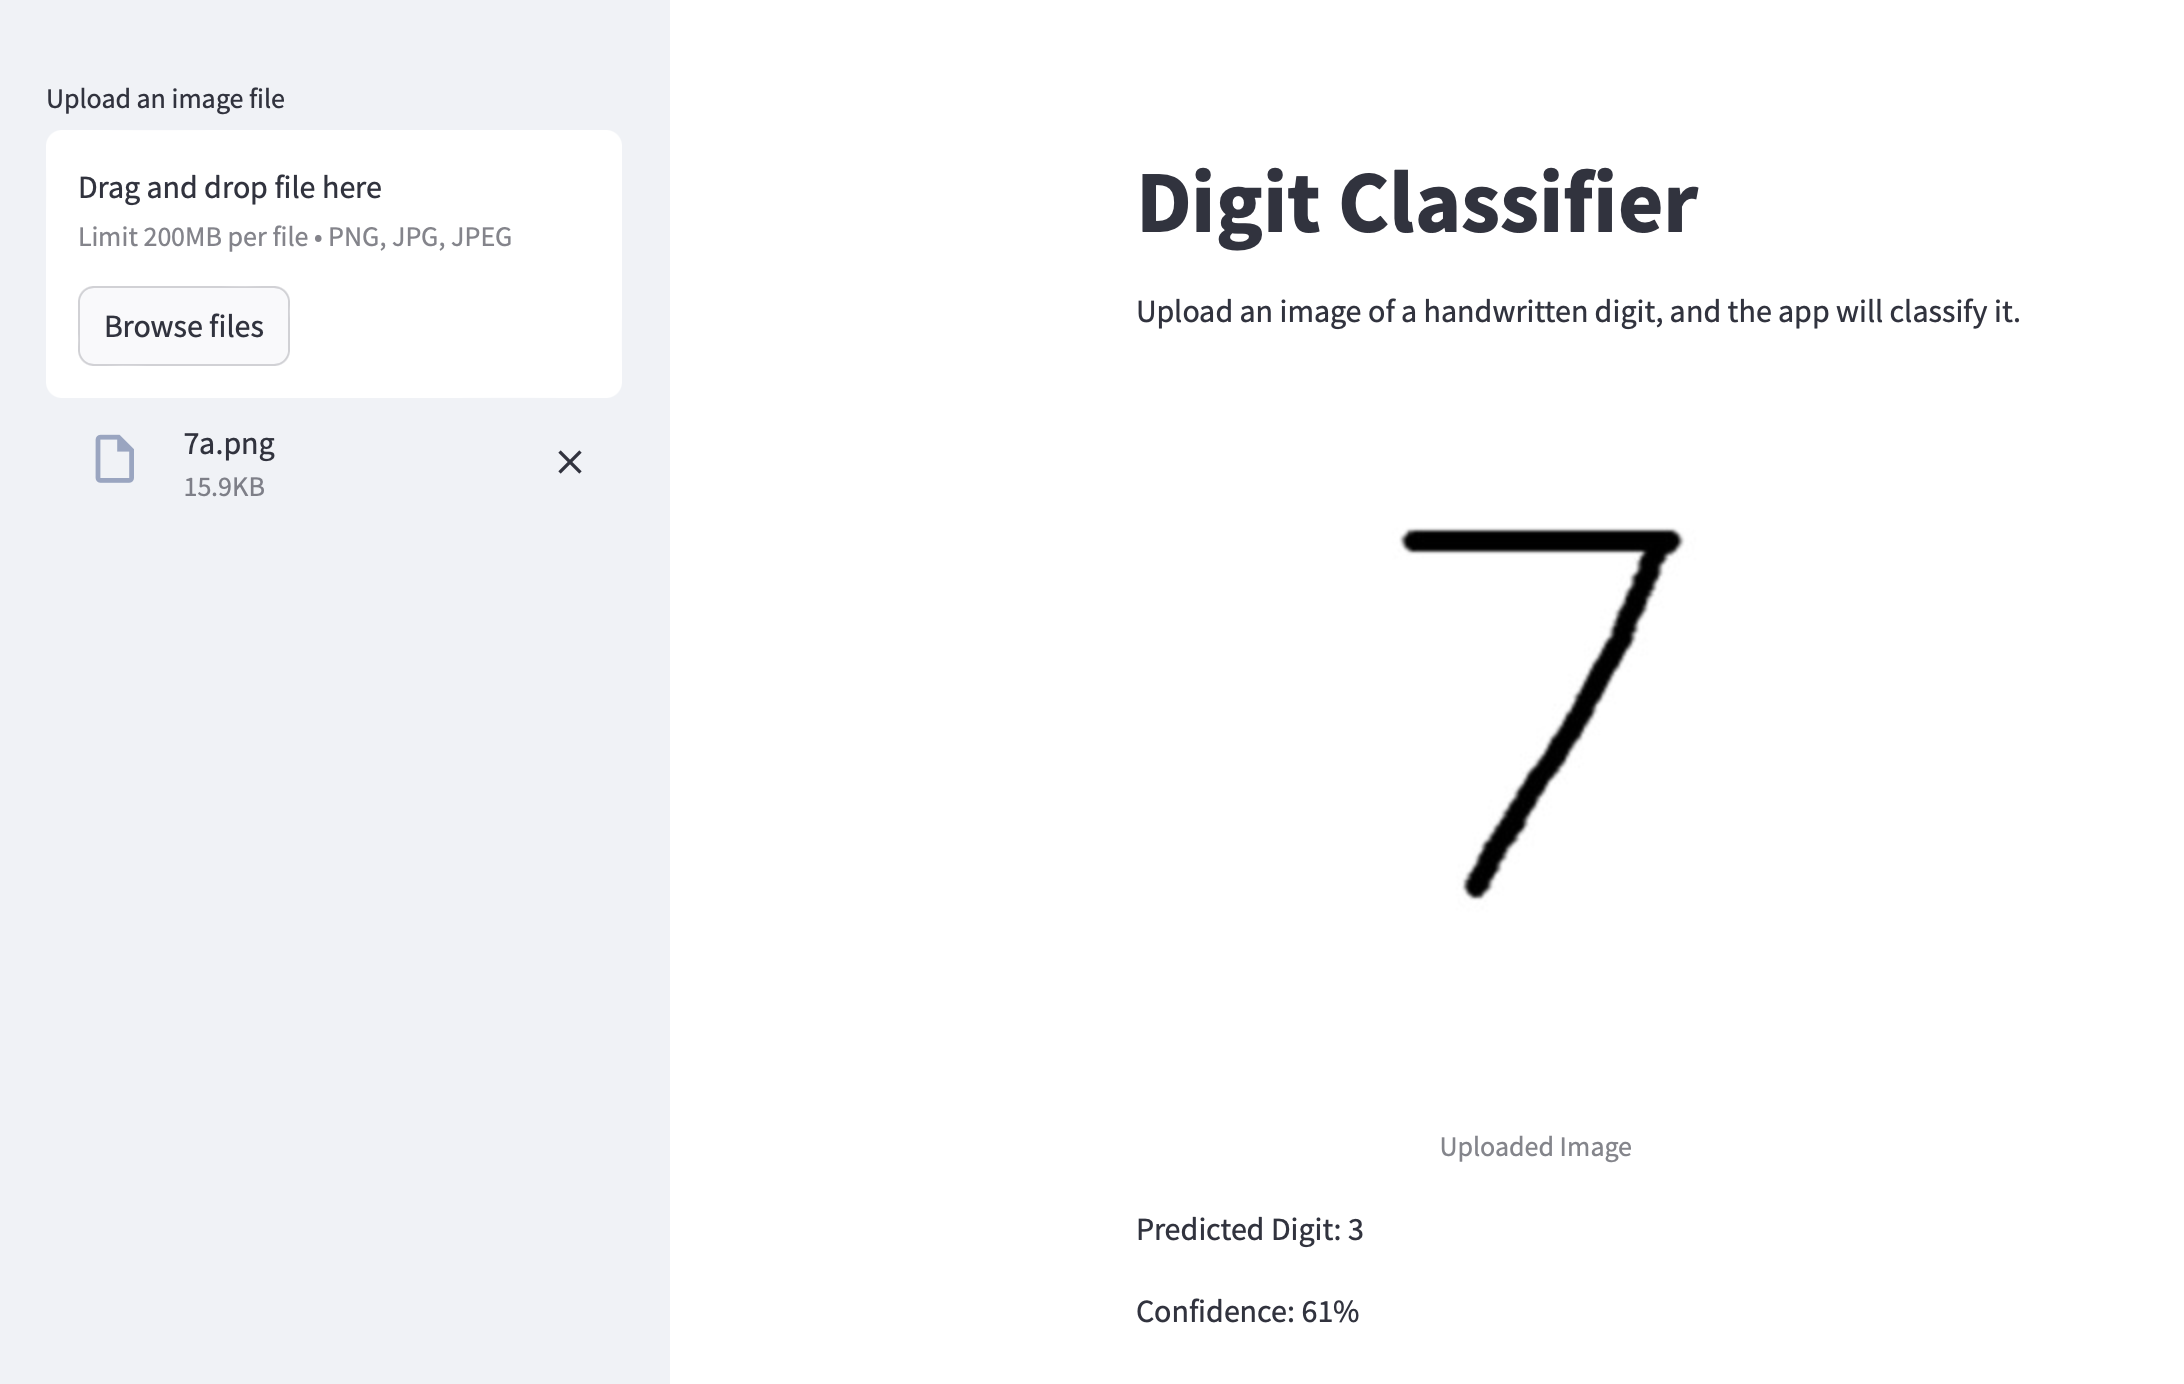 Upload an image file
Drag and drop file here
Limit 200MB per file • PNG, JPG, JPEG
Browse files
7a.png
15.9KB
Digit Classifier
Upload an image of a handwritten digit, and the app will classify it.
7
Uploaded Image
Predicted Digit: 3
Confidence: 61%